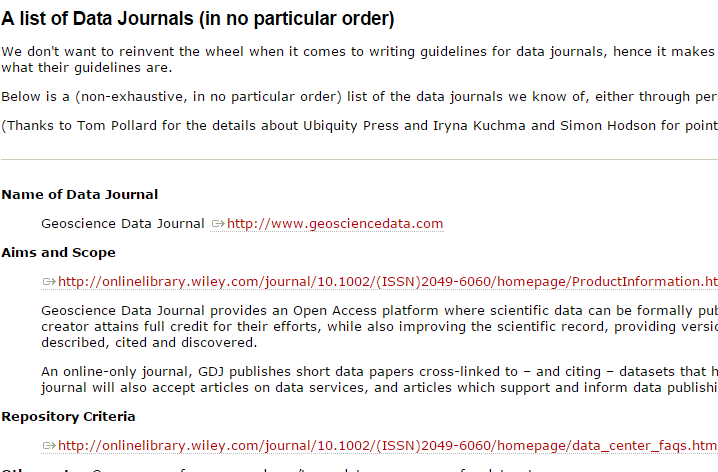 A list of Data Journals (in no particular order)
We don't want to reinvent the wheel when it comes to writing guidelines for data journals, hence it makes
what their guidelines are.
Below is a (non-exhaustive, in no particular order) list of the data journals we know of, either through per
(Thanks to Tom Pollard for the details about Ubiquity Press and Iryna Kuchma and Simon Hodson for point
Name of Data Journal
Geoscience Data Journal http://www.geosciencedata.com
Aims and Scope
http://onlinelibrary.wiley.com/journal/10.1002/(ISSN)2049-6060/homepage/ProductInformation.ht
Geoscience Data Journal provides an Open Access platform where scientific data can be formally pub
creator attains full credit for their efforts, while also improving the scientific record, providing versio
described, cited and discovered.
An online-only journal, GDJ publishes short data papers cross-linked to – and citing – datasets that h
journal will also accept articles on data services, and articles which support and inform data publishi
Repository Criteria
http://onlinelibrary.wiley.com/journal/10.1002/(ISSN)2049-6060/homepage/data_center_faqs.htm